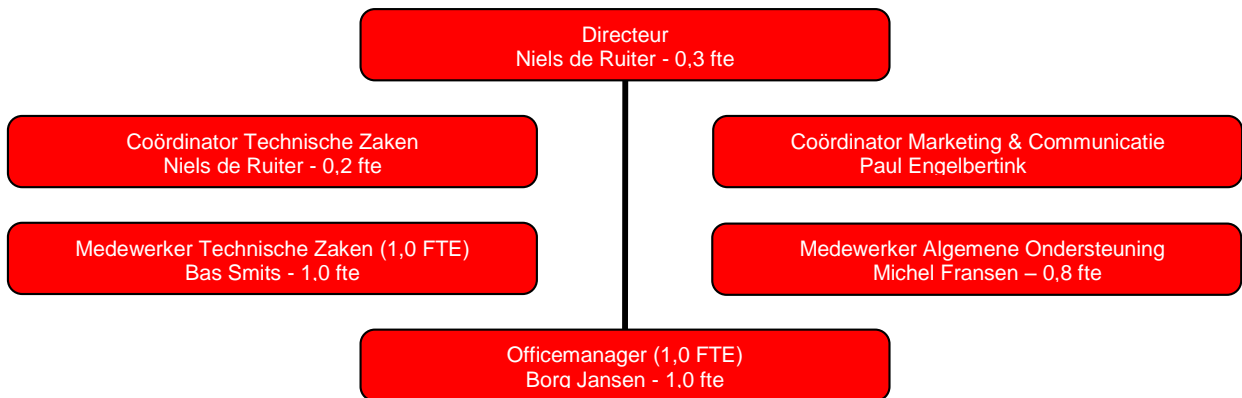 Directeur
Niels de Ruiter - 0,3 fte
Coördinator Technische Zaken
Niels de Ruiter - 0,2 fte
Coördinator Marketing & Communicatie
Paul Engelbertink
Medewerker Technische Zaken (1,0 FTE)
Bas Smits - 1,0 fte
Medewerker Algemene Ondersteuning
Michel Fransen – 0,8 fte
Officemanager (1,0 FTE)
Borg Jansen - 1,0 fte